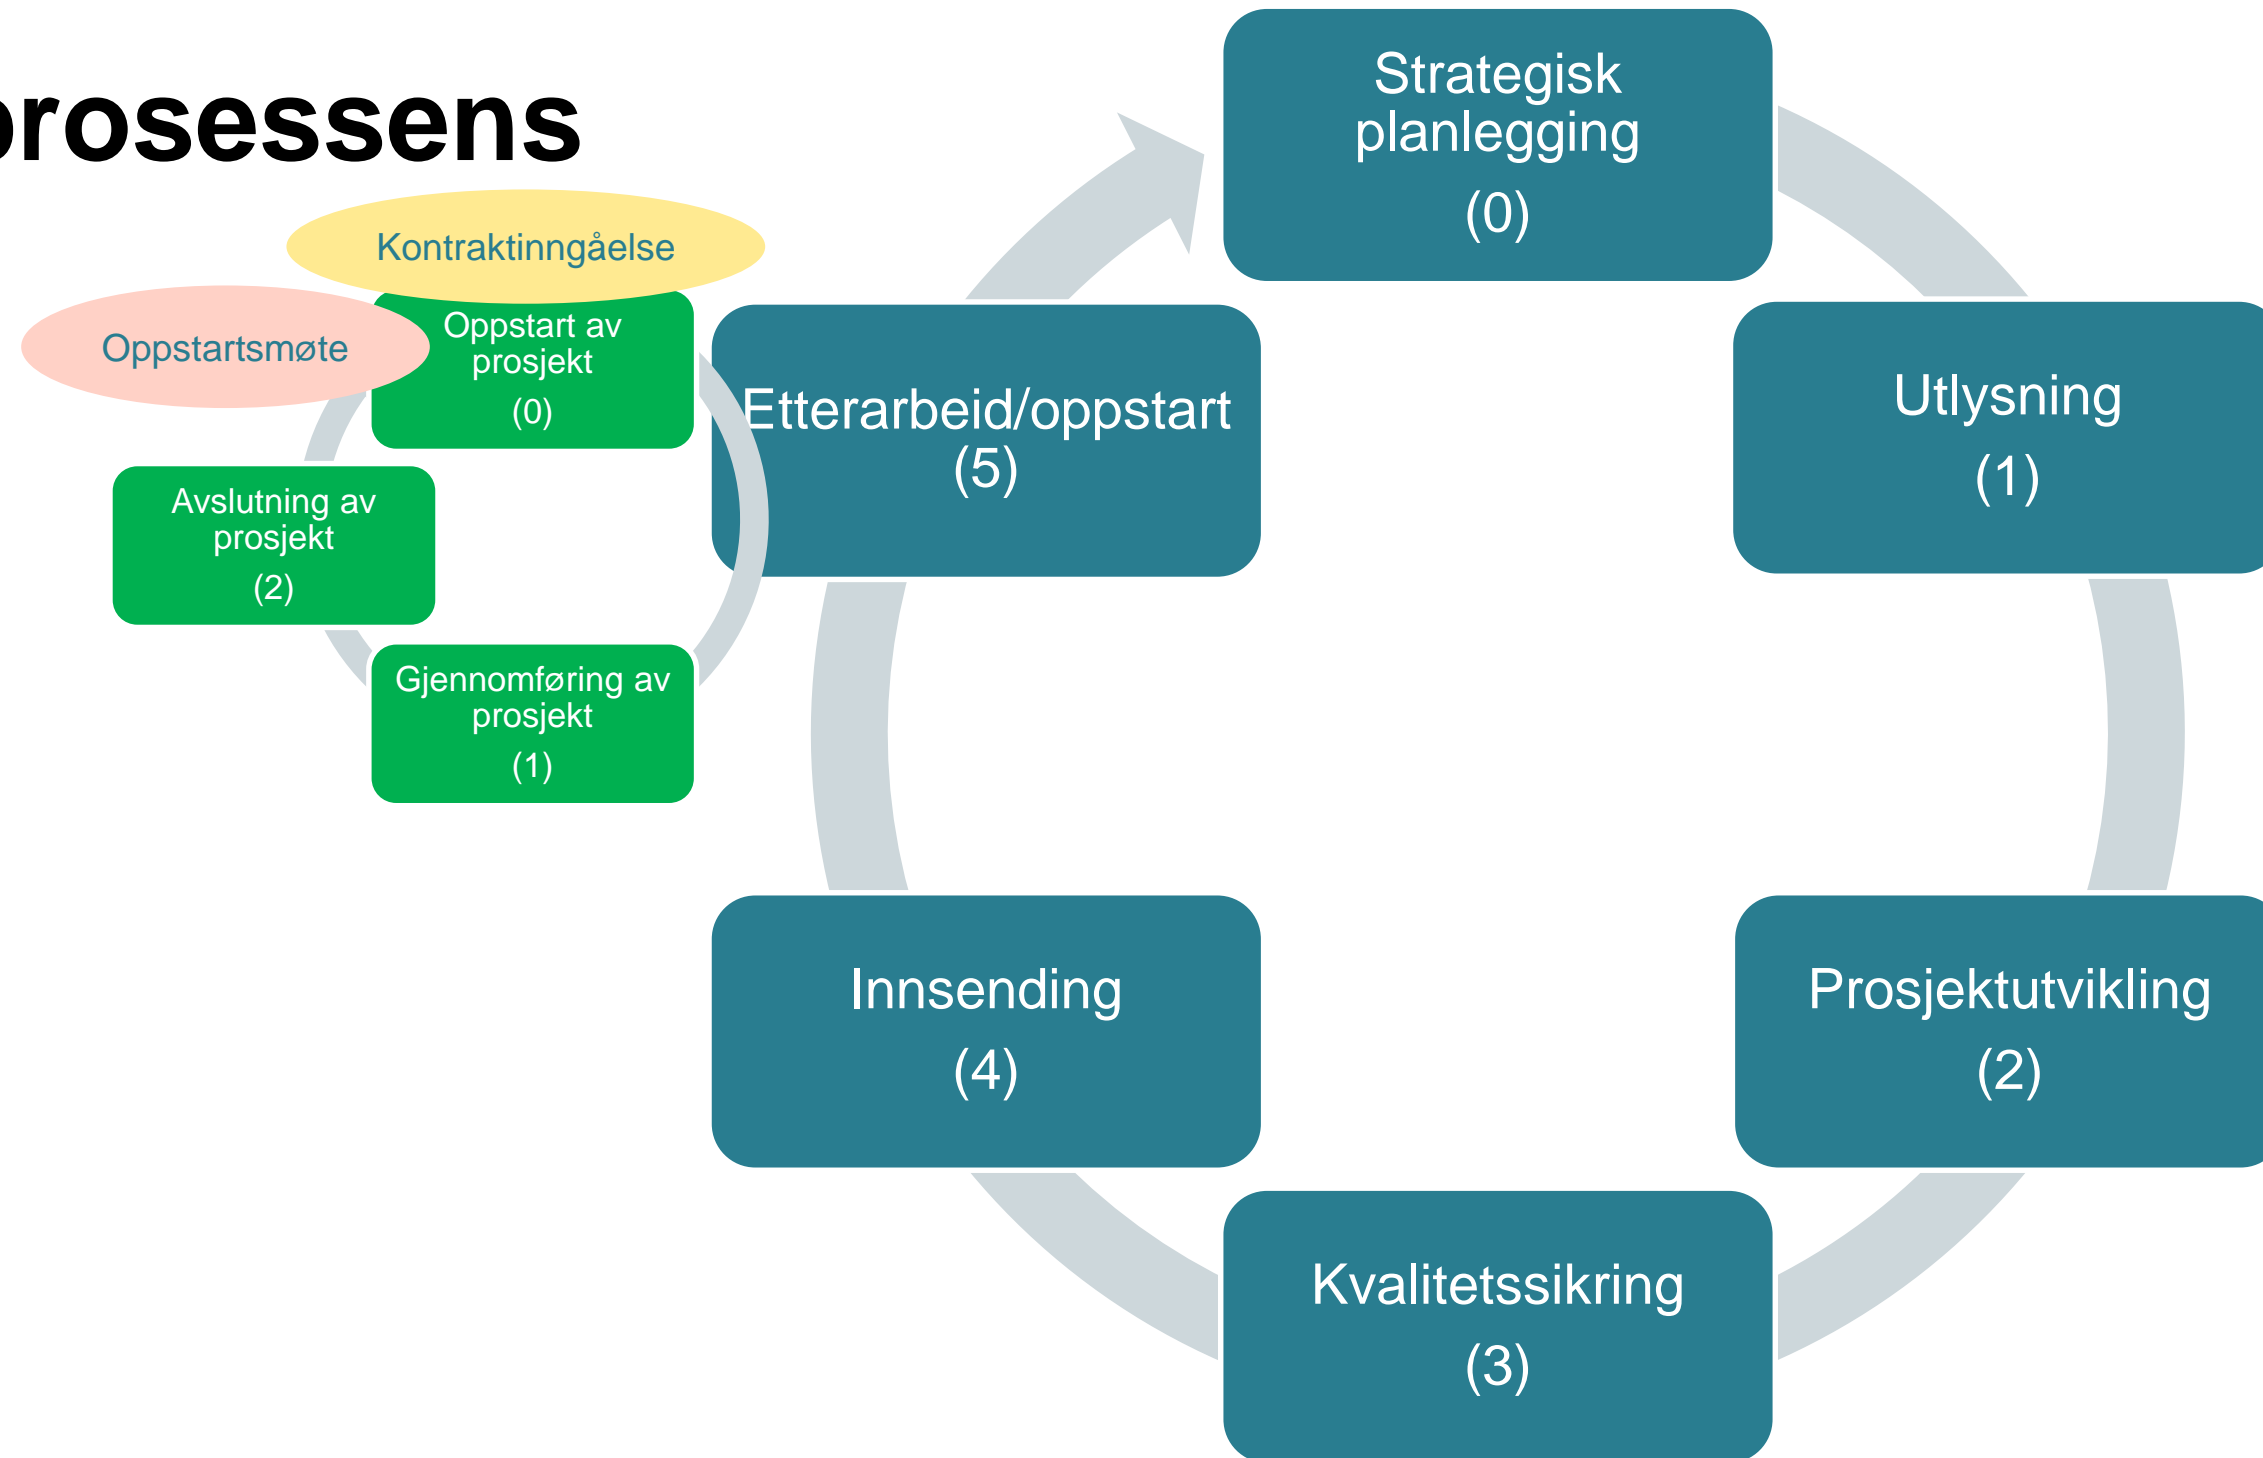 prosessens
Kontraktinngåelse
Oppstartsmøte
Oppstart av
prosjekt
(0)
Avslutning av
prosjekt
(2)
Gjennomføring av
prosjekt
(1)
Strategisk
planlegging
(0)
Utlysning
(1)
Prosjektutvikling
(2)
Kvalitetssikring
(3)
Innsending
(4)
Etterarbeid/oppstart
(5)